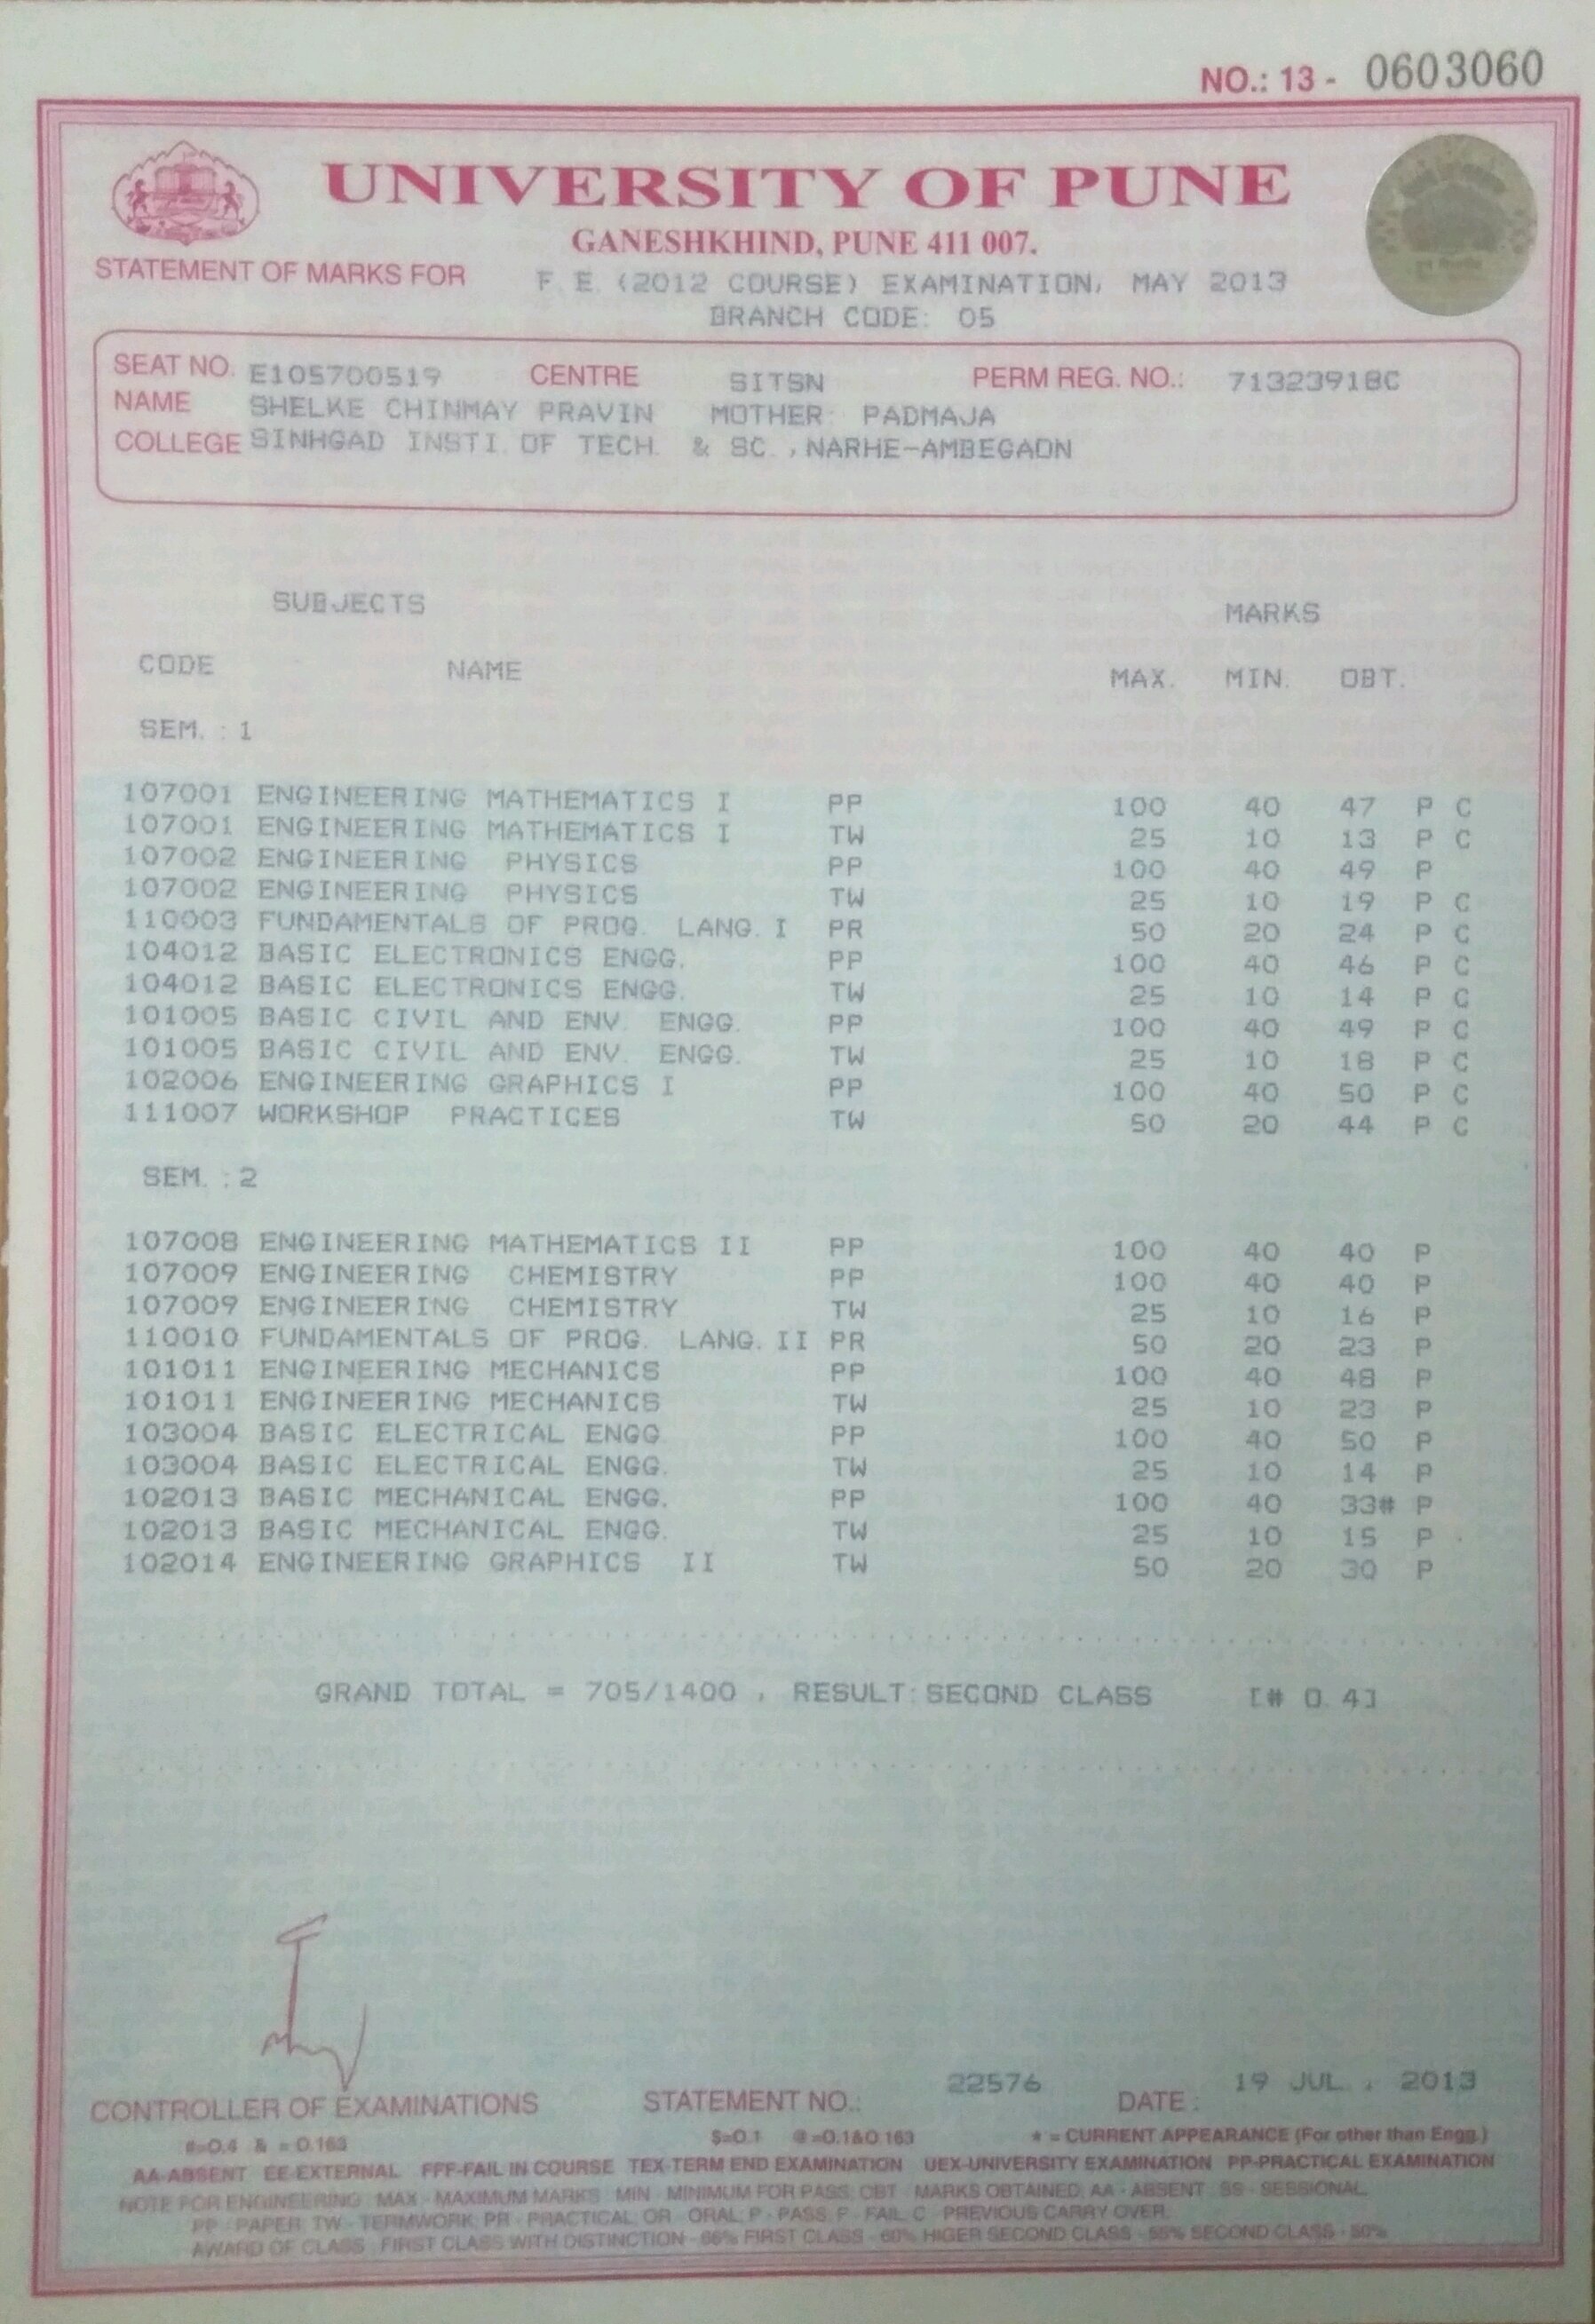 NO.: 13 - 0603060
UNIVERSITY OF PUNE
GANESHKHIND, PUNE 411 007.
STATEMENT OF MARKS FOR F. E. (2012 COURSE) EXAMINATION, MAY 2013
BRANCH CODE: 05
SEAT NO. E105700519 CENTRE SITSN PERM REG. NO.: 71323918C
NAME SHELKE CHINMAY PRAVIN MOTHER: PADMAJA
COLLEGE SINHGAD INSTI. OF TECH. & SC. , NARHE-AMBEGAON
SUBJECTS MARKS
CODE NAME MAX. MIN. OBT.
SEM. : 1
107001 ENGINEERING MATHEMATICS I PP 100 40 47 P C
107001 ENGINEERING MATHEMATICS I TW 25 10 13 P C
107002 ENGINEERING PHYSICS PP 100 40 49 P
107002 ENGINEERING PHYSICS TW 25 10 19 P C
110003 FUNDAMENTALS OF PROG. LANG. I PR 50 20 24 P C
104012 BASIC ELECTRONICS ENGG. PP 100 40 46 P C
104012 BASIC ELECTRONICS ENGG. TW 25 10 14 P C
101005 BASIC CIVIL AND ENV. ENGG. PP 100 40 49 P C
101005 BASIC CIVIL AND ENV. ENGG. TW 25 10 18 P C
102006 ENGINEERING GRAPHICS I PP 100 40 50 P C
111007 WORKSHOP PRACTICES TW 50 20 44 P C
SEM. : 2
107008 ENGINEERING MATHEMATICS II PP 100 40 40 P
107009 ENGINEERING CHEMISTRY PP 100 40 40 P
107009 ENGINEERING CHEMISTRY TW 25 10 16 P
110010 FUNDAMENTALS OF PROG. LANG. II PR 50 20 23 P
101011 ENGINEERING MECHANICS PP 100 40 48 P
101011 ENGINEERING MECHANICS TW 25 10 23 P
103004 BASIC ELECTRICAL ENGG. PP 100 40 50 P
103004 BASIC ELECTRICAL ENGG. TW 25 10 14 P
102013 BASIC MECHANICAL ENGG. PP 100 40 33# P
102013 BASIC MECHANICAL ENGG. TW 25 10 15 P
102014 ENGINEERING GRAPHICS II TW 50 20 30 P
GRAND TOTAL = 705/1400 , RESULT: SECOND CLASS [# 0.4]
CONTROLLER OF EXAMINATIONS STATEMENT NO.: 22576 DATE : 19 JUL , 2013
#=0.4 & = 0.163 $=0.1 @ =0.1&0.163 * = CURRENT APPEARANCE (For other than Engg.)
AA-ABSENT EE-EXTERNAL FFF-FAIL IN COURSE TEX-TERM END EXAMINATION UEX-UNIVERSITY EXAMINATION PP-PRACTICAL EXAMINATION
NOTE FOR ENGINEERING : MAX - MAXIMUM MARKS MIN - MINIMUM FOR PASS, OBT - MARKS OBTAINED, AA - ABSENT SS - SESSIONAL,
PP - PAPER, TW - TERMWORK, PR - PRACTICAL, OR - ORAL, P - PASS, F - FAIL, C - PREVIOUS CARRY OVER.
AWARD OF CLASS : FIRST CLASS WITH DISTINCTION - 66% FIRST CLASS - 60% HIGER SECOND CLASS - 55% SECOND CLASS - 50%